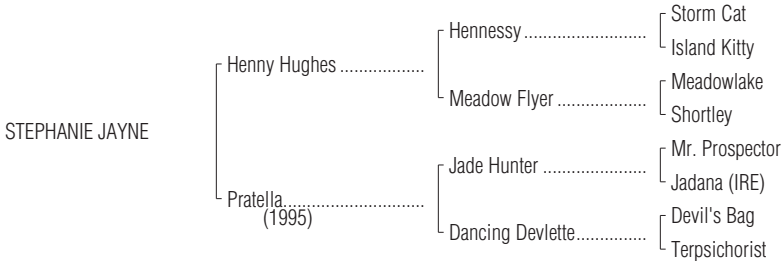 Storm Cat
Hennessy ..............................
Island Kitty
Henny Hughes ..................
Meadowlake
Meadow Flyer ......................
Shortley
STEPHANIE JAYNE
Mr. Prospector
Jade Hunter ..........................
Jadana (IRE)
Pratella..............................
(1995)
Devil's Bag
Dancing Devlette...............
Terpsichorist